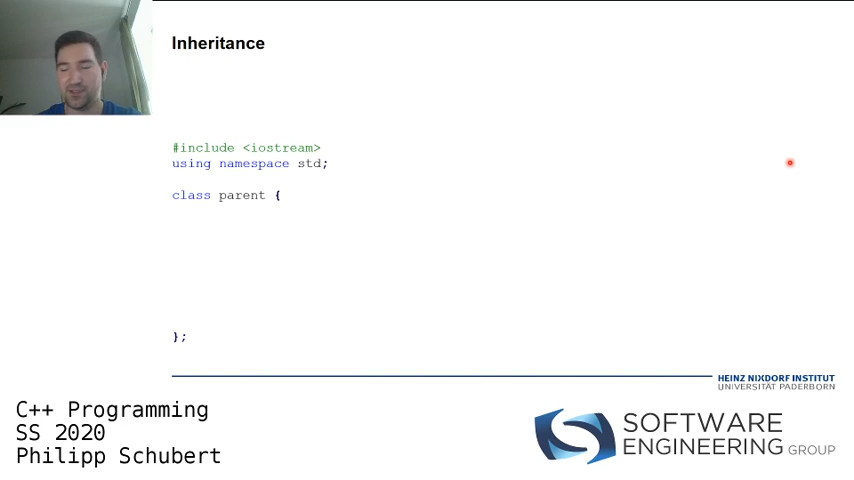 Inheritance
#include <iostream>
using namespace std;
class parent {
};
HEINZ NIXDORF INSTITUT
UNIVERSITÄT PADERBORN
C++ Programming
SS 2020
Philipp Schubert
SOFTWARE
ENGINEERING GROUP